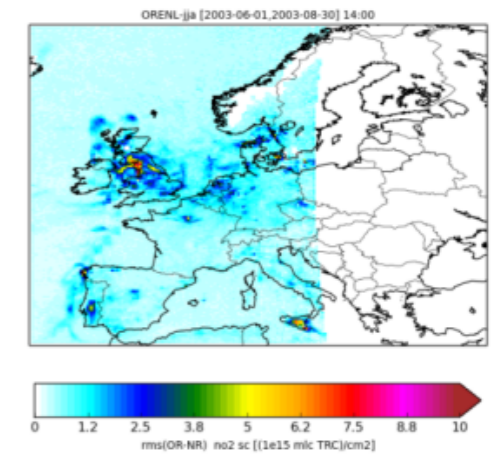 ORENL-jja [2003-06-01,2003-08-30] 14:00
0 1.2 2.5 3.8 5 6.2 7.5 8.8 10
rms(OR-NR) no2 sc [(1e15 mlc TRC)/cm2]